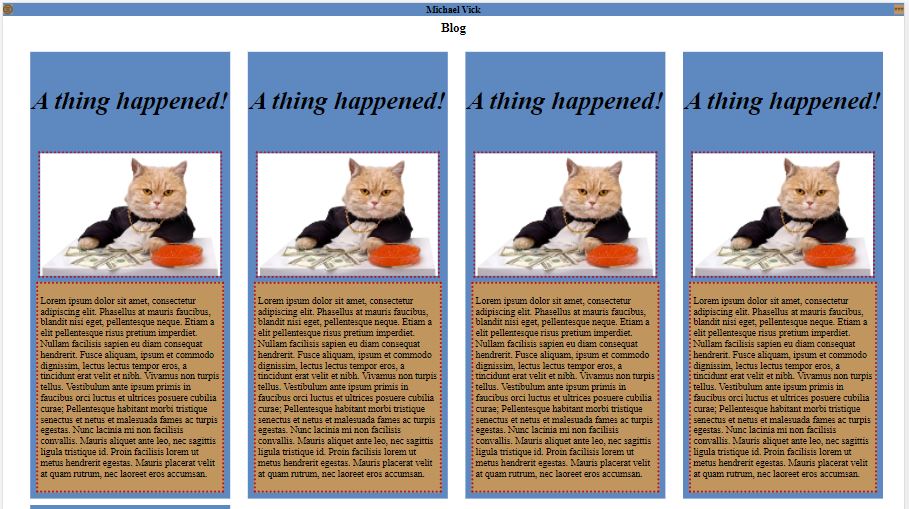 Michael Vick
Blog
A thing happened!
Lorem ipsum dolor sit amet, consectetur
adipiscing elit. Phasellus at mauris faucibus,
blandit nisi eget, pellentesque neque. Etiam a
elit pellentesque risus pretium imperdiet.
Nullam facilisis sapien eu diam consequat
hendrerit. Fusce aliquam, ipsum et commodo
dignissim, lectus lectus tempor eros, a
tincidunt erat velit et nibh. Vivamus non turpis
tellus. Vestibulum ante ipsum primis in
faucibus orci luctus et ultrices posuere cubilia
curae; Pellentesque habitant morbi tristique
senectus et netus et malesuada fames ac turpis
egestas. Nunc lacinia mi non facilisis
convallis. Mauris aliquet ante leo, nec sagittis
ligula tristique id. Proin facilisis lorem ut
metus hendrerit egestas. Mauris placerat velit
at quam rutrum, nec laoreet eros accumsan.
A thing happened!
Lorem ipsum dolor sit amet, consectetur
adipiscing elit. Phasellus at mauris faucibus,
blandit nisi eget, pellentesque neque. Etiam a
elit pellentesque risus pretium imperdiet.
Nullam facilisis sapien eu diam consequat
hendrerit. Fusce aliquam, ipsum et commodo
dignissim, lectus lectus tempor eros, a
tincidunt erat velit et nibh. Vivamus non turpis
tellus. Vestibulum ante ipsum primis in
faucibus orci luctus et ultrices posuere cubilia
curae; Pellentesque habitant morbi tristique
senectus et netus et malesuada fames ac turpis
egestas. Nunc lacinia mi non facilisis
convallis. Mauris aliquet ante leo, nec sagittis
ligula tristique id. Proin facilisis lorem ut
metus hendrerit egestas. Mauris placerat velit
at quam rutrum, nec laoreet eros accumsan.
A thing happened!
Lorem ipsum dolor sit amet, consectetur
adipiscing elit. Phasellus at mauris faucibus,
blandit nisi eget, pellentesque neque. Etiam a
elit pellentesque risus pretium imperdiet.
Nullam facilisis sapien eu diam consequat
hendrerit. Fusce aliquam, ipsum et commodo
dignissim, lectus lectus tempor eros, a
tincidunt erat velit et nibh. Vivamus non turpis
tellus. Vestibulum ante ipsum primis in
faucibus orci luctus et ultrices posuere cubilia
curae; Pellentesque habitant morbi tristique
senectus et netus et malesuada fames ac turpis
egestas. Nunc lacinia mi non facilisis
convallis. Mauris aliquet ante leo, nec sagittis
ligula tristique id. Proin facilisis lorem ut
metus hendrerit egestas. Mauris placerat velit
at quam rutrum, nec laoreet eros accumsan.
A thing happened!
Lorem ipsum dolor sit amet, consectetur
adipiscing elit. Phasellus at mauris faucibus,
blandit nisi eget, pellentesque neque. Etiam a
elit pellentesque risus pretium imperdiet.
Nullam facilisis sapien eu diam consequat
hendrerit. Fusce aliquam, ipsum et commodo
dignissim, lectus lectus tempor eros, a
tincidunt erat velit et nibh. Vivamus non turpis
tellus. Vestibulum ante ipsum primis in
faucibus orci luctus et ultrices posuere cubilia
curae; Pellentesque habitant morbi tristique
senectus et netus et malesuada fames ac turpis
egestas. Nunc lacinia mi non facilisis
convallis. Mauris aliquet ante leo, nec sagittis
ligula tristique id. Proin facilisis lorem ut
metus hendrerit egestas. Mauris placerat velit
at quam rutrum, nec laoreet eros accumsan.